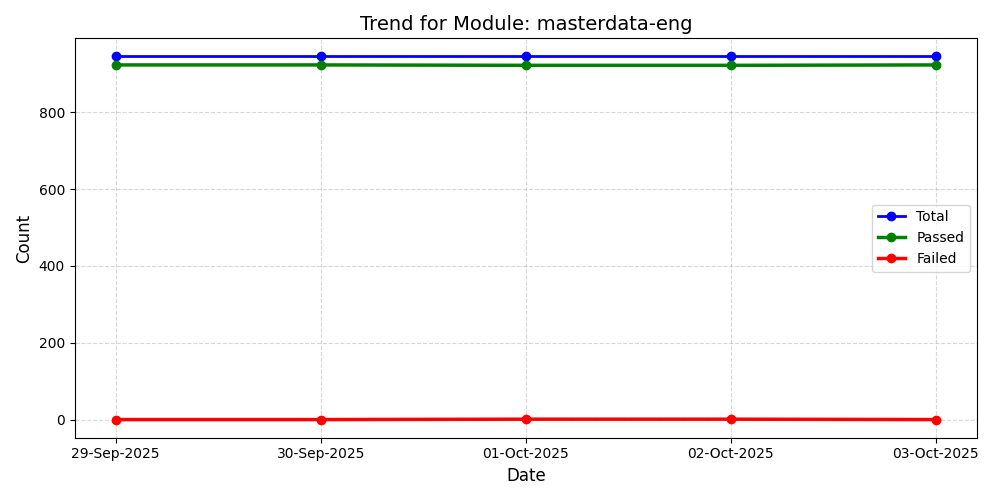 Trend for Module: masterdata-eng
Count
800
600
400
200
0
Total
Passed
Failed
29-Sep-2025
30-Sep-2025
01-Oct-2025
02-Oct-2025
03-Oct-2025
Date